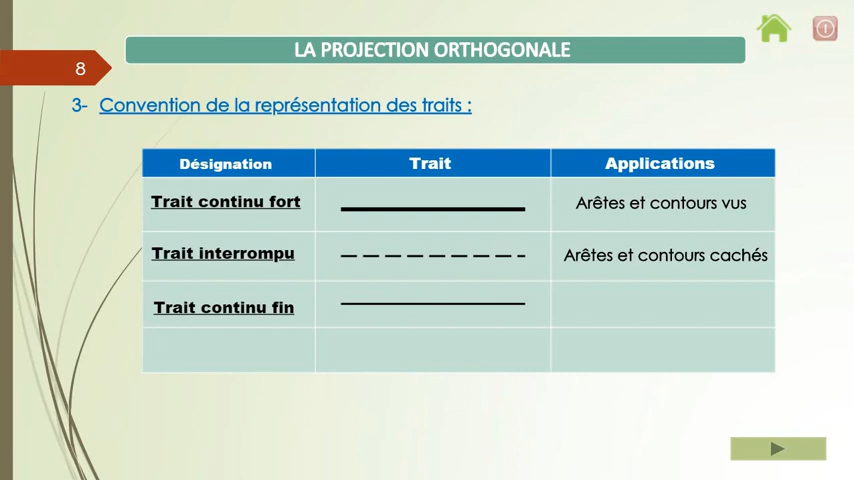 LA PROJECTION ORTHOGONALE
8
3- Convention de la représentation des traits :
Désignation Trait Applications
Trait continu fort Arêtes et contours vus
Trait interrompu Arêtes et contours cachés
Trait continu fin